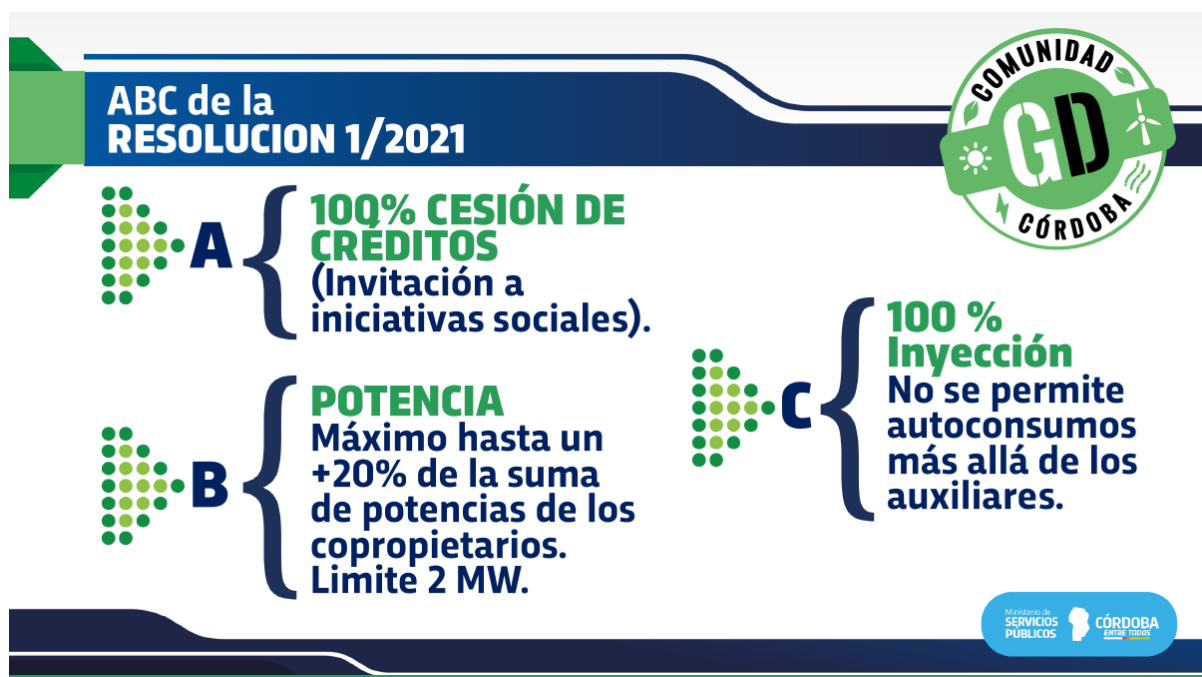 ABC de la
RESOLUCION 1/2021
COMUNIDAD
GD
CÓRDOBA
A
100% CESIÓN DE
CRÉDITOS
(Invitación a
iniciativas sociales).
B
POTENCIA
Máximo hasta un
+20% de la suma
de potencias de los
copropietarios.
Limite 2 MW.
C
100 %
Inyección
No se permite
autoconsumos
más allá de los
auxiliares.
Ministerio de
SERVICIOS
PÚBLICOS
CÓRDOBA
ENTRE TODOS